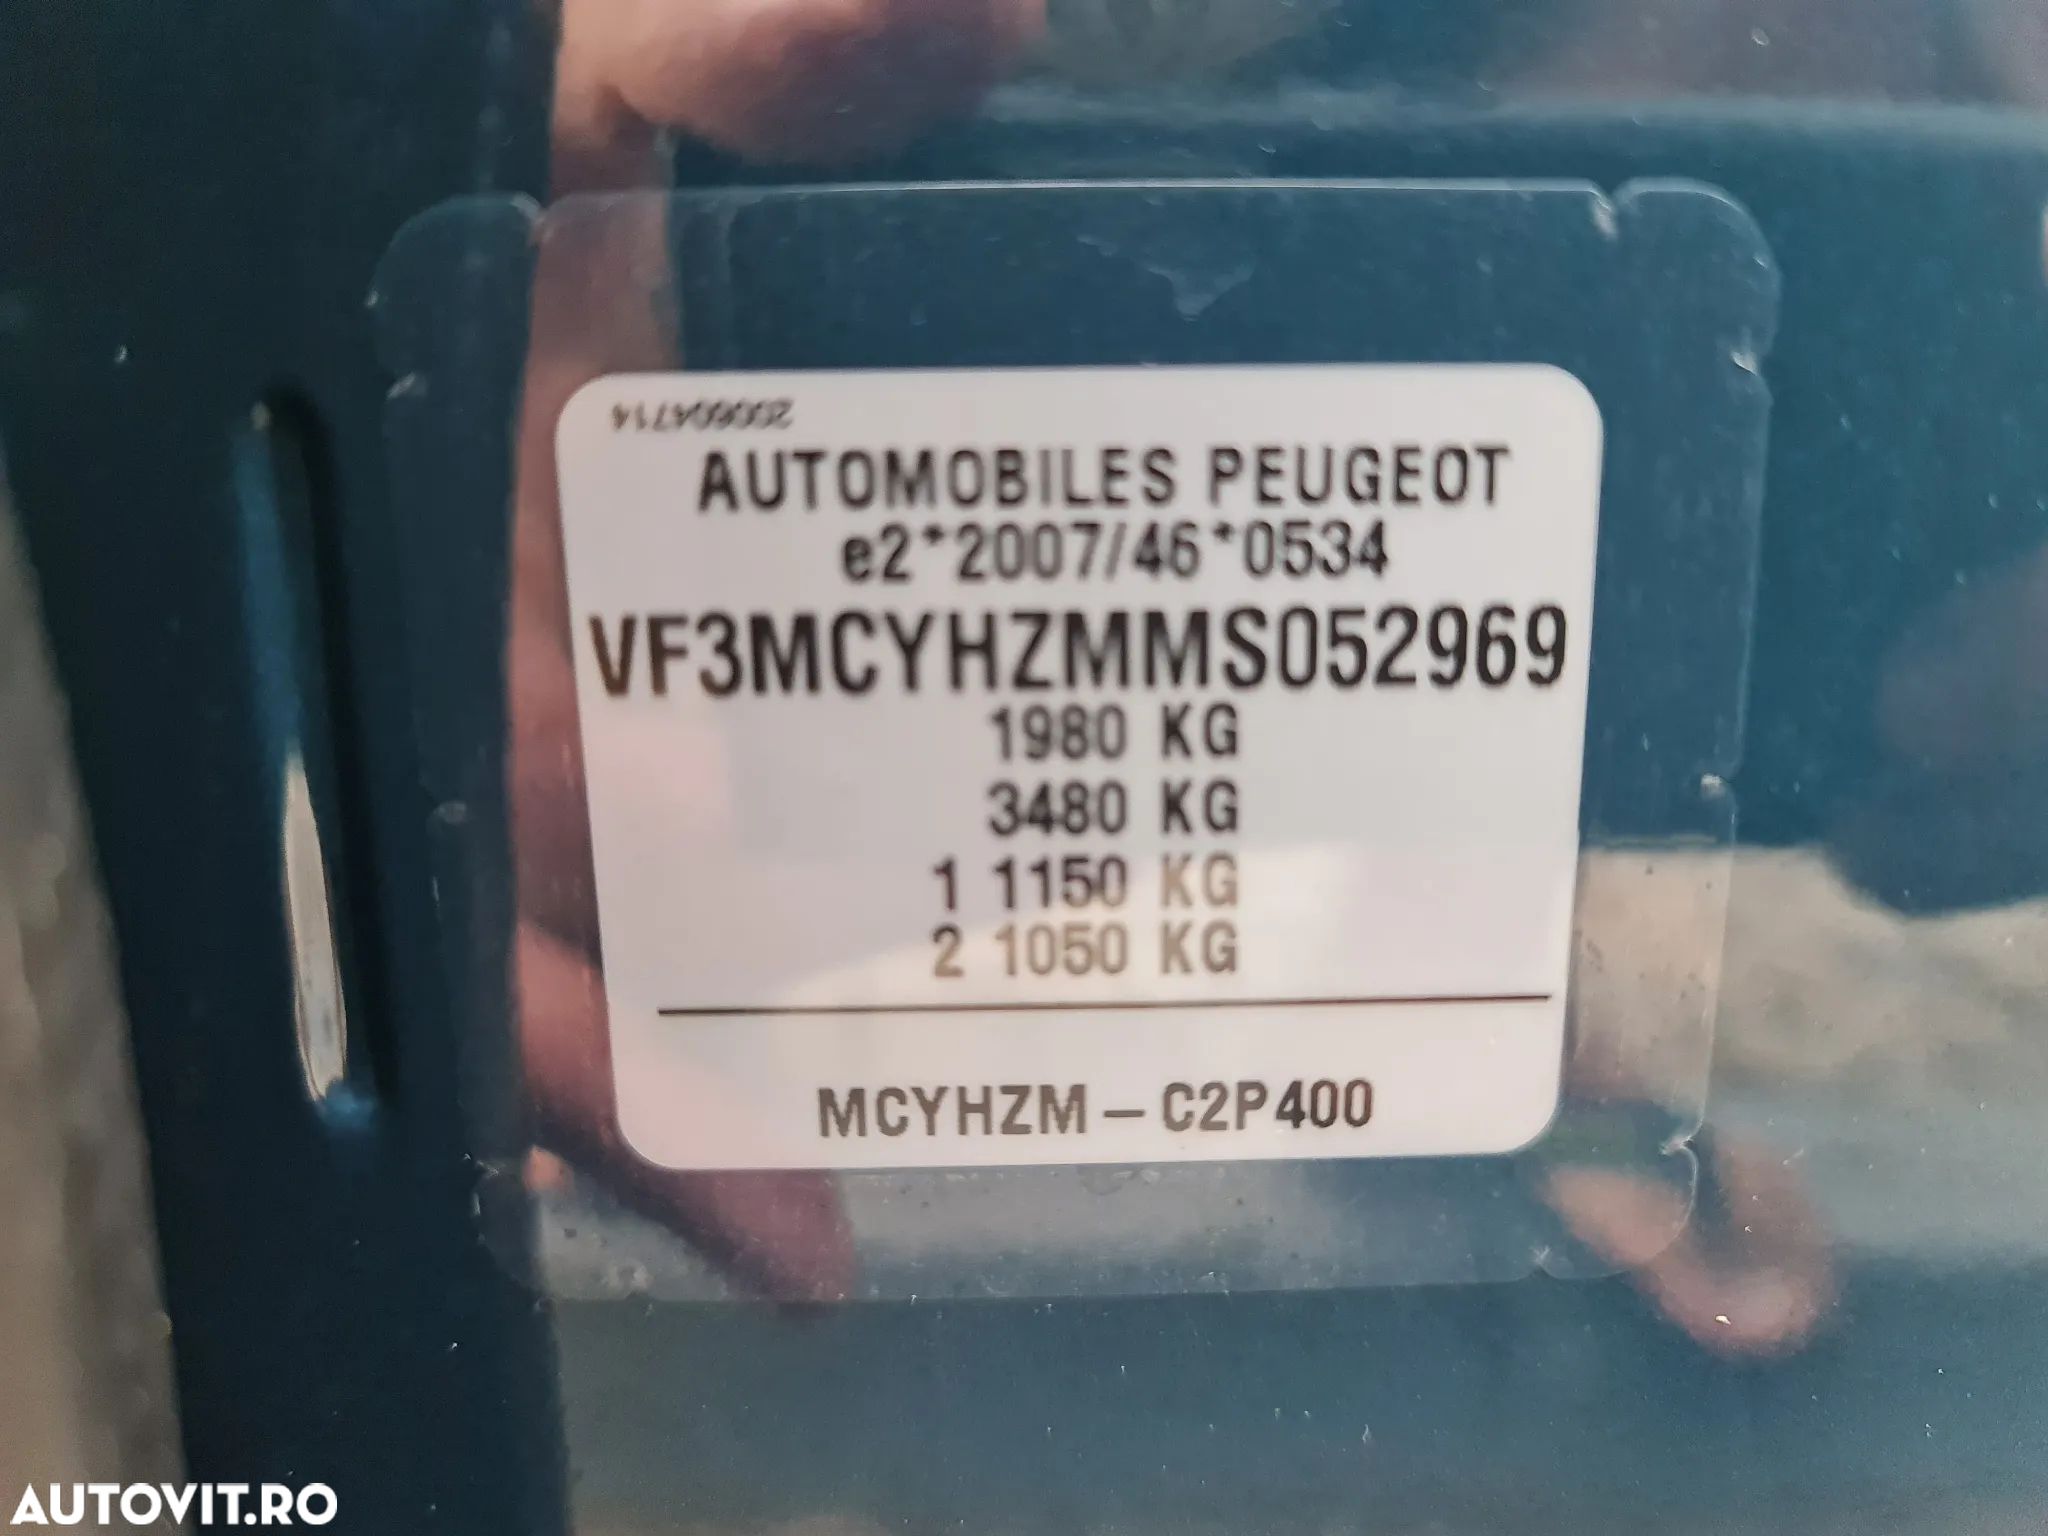 200604714
AUTOMOBILES PEUGEOT
e2*2007/46*0534
VF3MCYHZMMS052969
1980 KG
3480 KG
1 1150 KG
2 1050 KG
MCYHZM – C2P400
AUTOVIT.RO